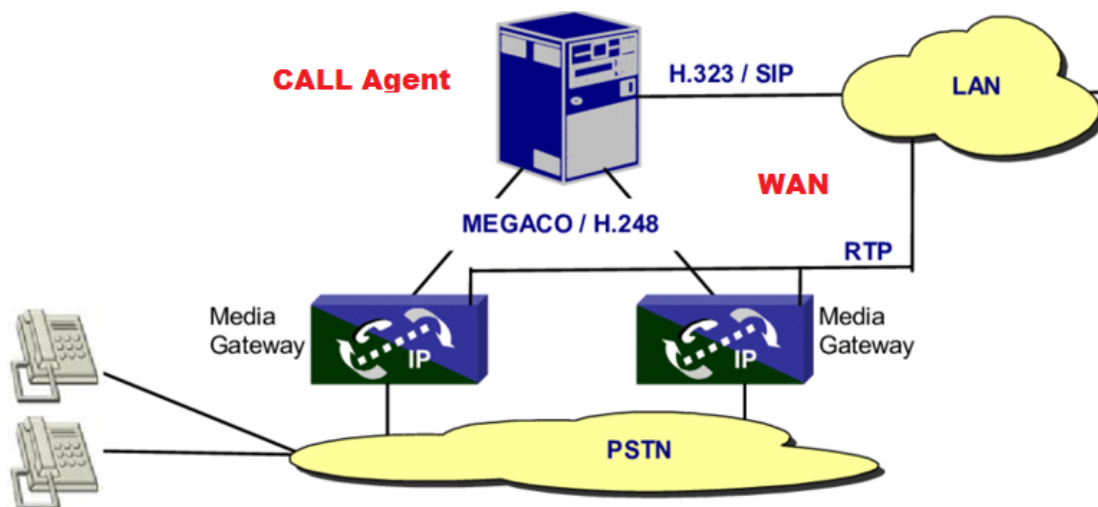 CALL Agent
H.323 / SIP
LAN
WAN
MEGACO / H.248
RTP
Media
Gateway
IP
Media
Gateway
IP
PSTN